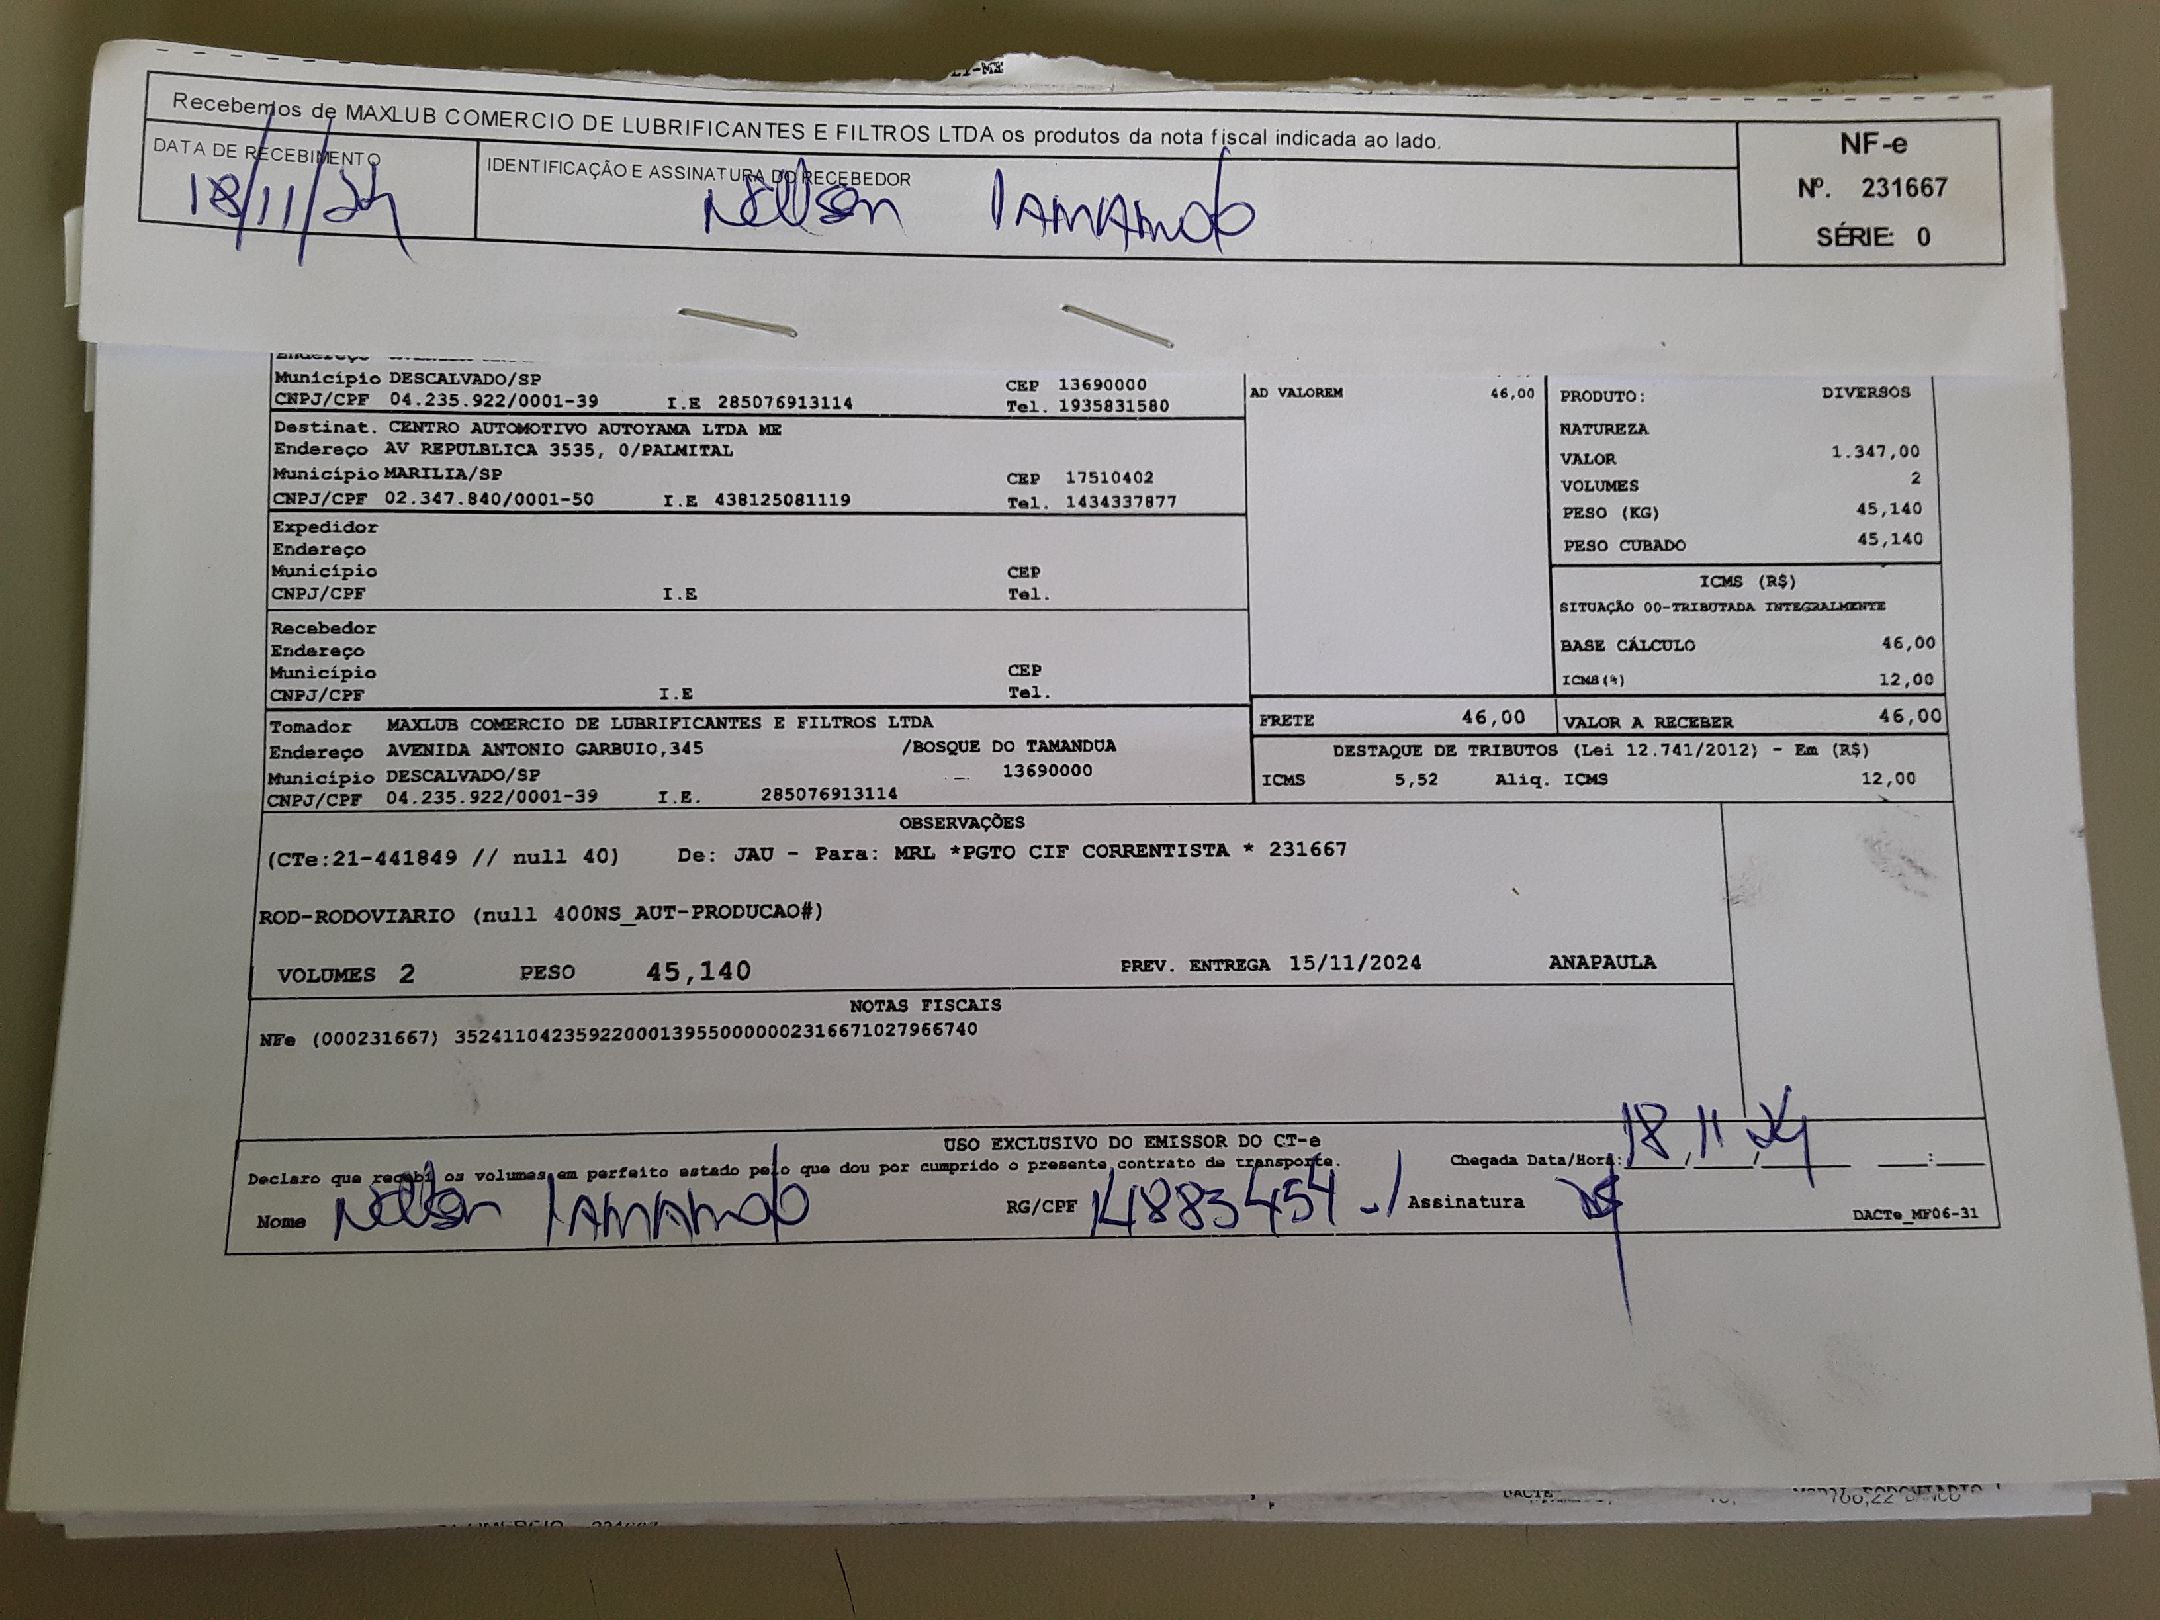 Recebemos de MAXLUB COMERCIO DE LUBRIFICANTES E FILTROS LTDA os produtos da nota fiscal indicada ao lado.
DATA DE RECEBIMENTO
18/11/24
IDENTIFICAÇÃO E ASSINATURA DO RECEBEDOR
NF-e
Nº. 231667
SÉRIE: 0
Endereço
Município DESCALVADO/SP CEP 13690000
CNPJ/CPF 04.235.922/0001-39 I.E 285076913114 Tel. 1935831580
Destinat. CENTRO AUTOMOTIVO AUTOYAMA LTDA ME
Endereço AV REPULBLICA 3535, 0/PALMITAL
Município MARILIA/SP CEP 17510402
CNPJ/CPF 02.347.840/0001-50 I.E 438125081119 Tel. 1434337877
Expedidor
Endereço
Município CEP
CNPJ/CPF I.E Tel.
Recebedor
Endereço
Município CEP
CNPJ/CPF I.E Tel.
Tomador MAXLUB COMERCIO DE LUBRIFICANTES E FILTROS LTDA
Endereço AVENIDA ANTONIO GARBUIO,345 /BOSQUE DO TAMANDUA
Município DESCALVADO/SP 13690000
CNPJ/CPF 04.235.922/0001-39 I.E. 285076913114
AD VALOREM 46,00
PRODUTO: DIVERSOS
NATUREZA
VALOR 1.347,00
VOLUMES 2
PESO (KG) 45,140
PESO CUBADO 45,140
ICMS (R$)
SITUAÇÃO 00-TRIBUTADA INTEGRALMENTE
BASE CÁLCULO 46,00
ICMS(%) 12,00
FRETE 46,00 VALOR A RECEBER 46,00
DESTAQUE DE TRIBUTOS (Lei 12.741/2012) - Em (R$)
ICMS 5,52 Aliq. ICMS 12,00
OBSERVAÇÕES
(CTe:21-441849 // null 40) De: JAU - Para: MRL *PGTO CIF CORRENTISTA * 231667
ROD-RODOVIARIO (null 400NS_AUT-PRODUCAO#)
VOLUMES 2 PESO 45,140 PREV. ENTREGA 15/11/2024 ANAPAULA
NOTAS FISCAIS
NFe (000231667) 35241104235922000139550000002316671027966740
USO EXCLUSIVO DO EMISSOR DO CT-e
Declaro que recebi os volumes em perfeito estado pelo que dou por cumprido o presente contrato de transporte.
Chegada Data/Hora: 18/11/24 :
Nome
RG/CPF 14883454-1 Assinatura
DACTe_MF06-31
DACTE